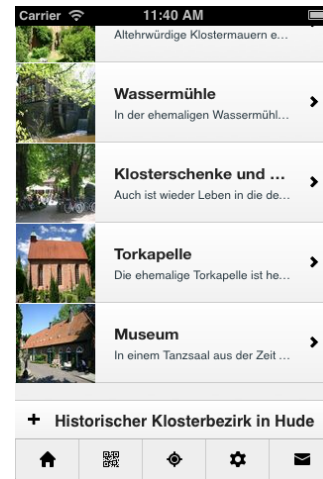 Carrier 11:40 AM
Altehrwürdige Klostermauern e...
Wassermühle
In der ehemaligen Wassermühl...
Klosterschenke und ...
Auch ist wieder Leben in die de...
Torkapelle
Die ehemalige Torkapelle ist he...
Museum
In einem Tanzsaal aus der Zeit ...
+ Historischer Klosterbezirk in Hude